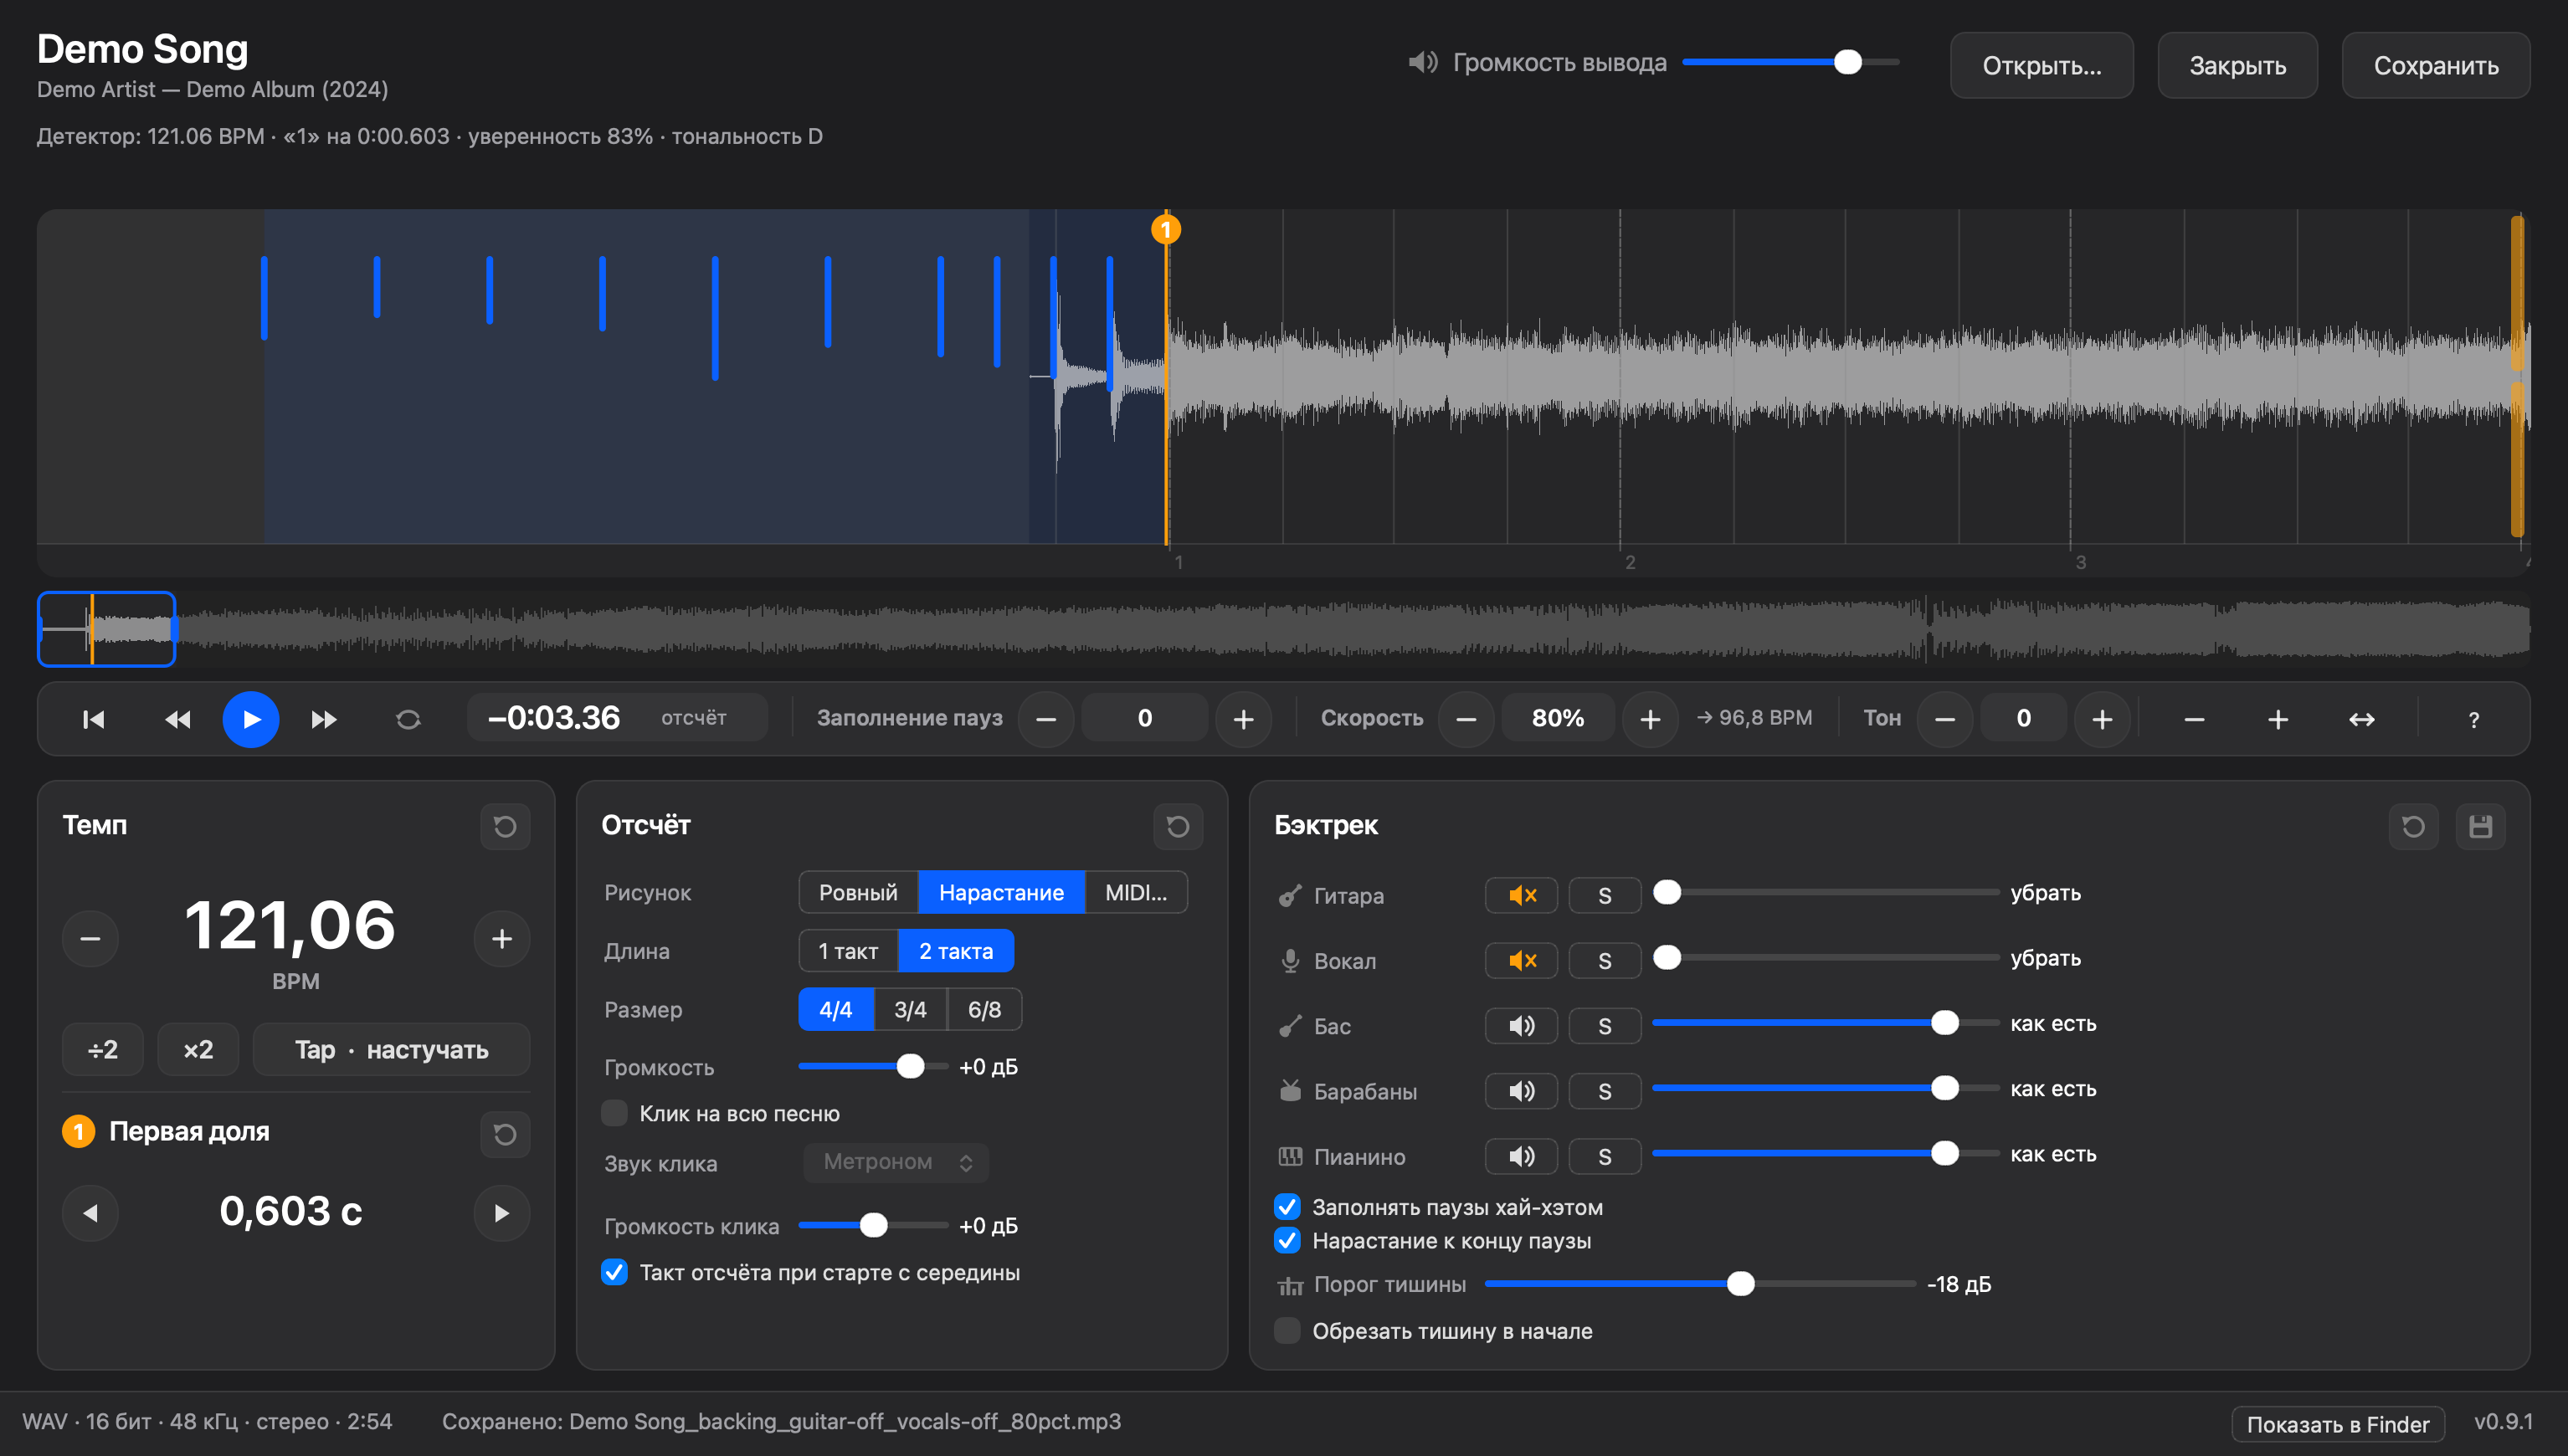 Demo Song
Громкость вывода
Открыть...
Закрыть
Сохранить
Demo Artist — Demo Album (2024)
Детектор: 121.06 BPM · «1» на 0:00.603 · уверенность 83% · тональность D
1
1
2
3
−0:03.36 отсчёт
Заполнение пауз − 0 +
Скорость − 80% + → 96,8 BPM
Тон − 0 +
− + ↔ ?
Темп
− 121,06 +
BPM
÷2 ×2 Tap · настучать
1 Первая доля
0,603 с
Отсчёт
Рисунок Ровный Нарастание MIDI...
Длина 1 такт 2 такта
Размер 4/4 3/4 6/8
Громкость +0 дБ
Клик на всю песню
Звук клика Метроном
Громкость клика +0 дБ
Такт отсчёта при старте с середины
Бэктрек
Гитара S убрать
Вокал S убрать
Бас S как есть
Барабаны S как есть
Пианино S как есть
Заполнять паузы хай-хэтом
Нарастание к концу паузы
Порог тишины -18 дБ
Обрезать тишину в начале
WAV · 16 бит · 48 кГц · стерео · 2:54
Сохранено: Demo Song_backing_guitar-off_vocals-off_80pct.mp3
Показать в Finder
v0.9.1